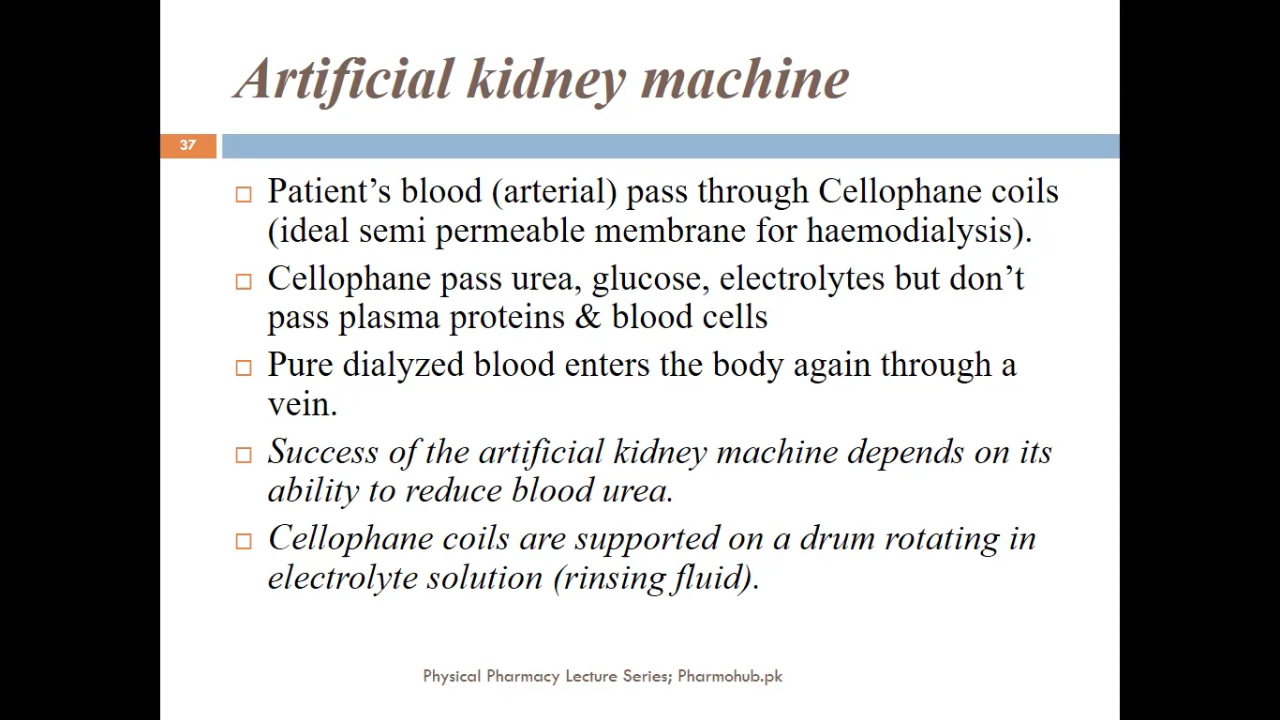 Artificial kidney machine
37
Patient’s blood (arterial) pass through Cellophane coils
(ideal semi permeable membrane for haemodialysis).
Cellophane pass urea, glucose, electrolytes but don’t
pass plasma proteins & blood cells
Pure dialyzed blood enters the body again through a
vein.
Success of the artificial kidney machine depends on its
ability to reduce blood urea.
Cellophane coils are supported on a drum rotating in
electrolyte solution (rinsing fluid).
Physical Pharmacy Lecture Series; Pharmohub.pk